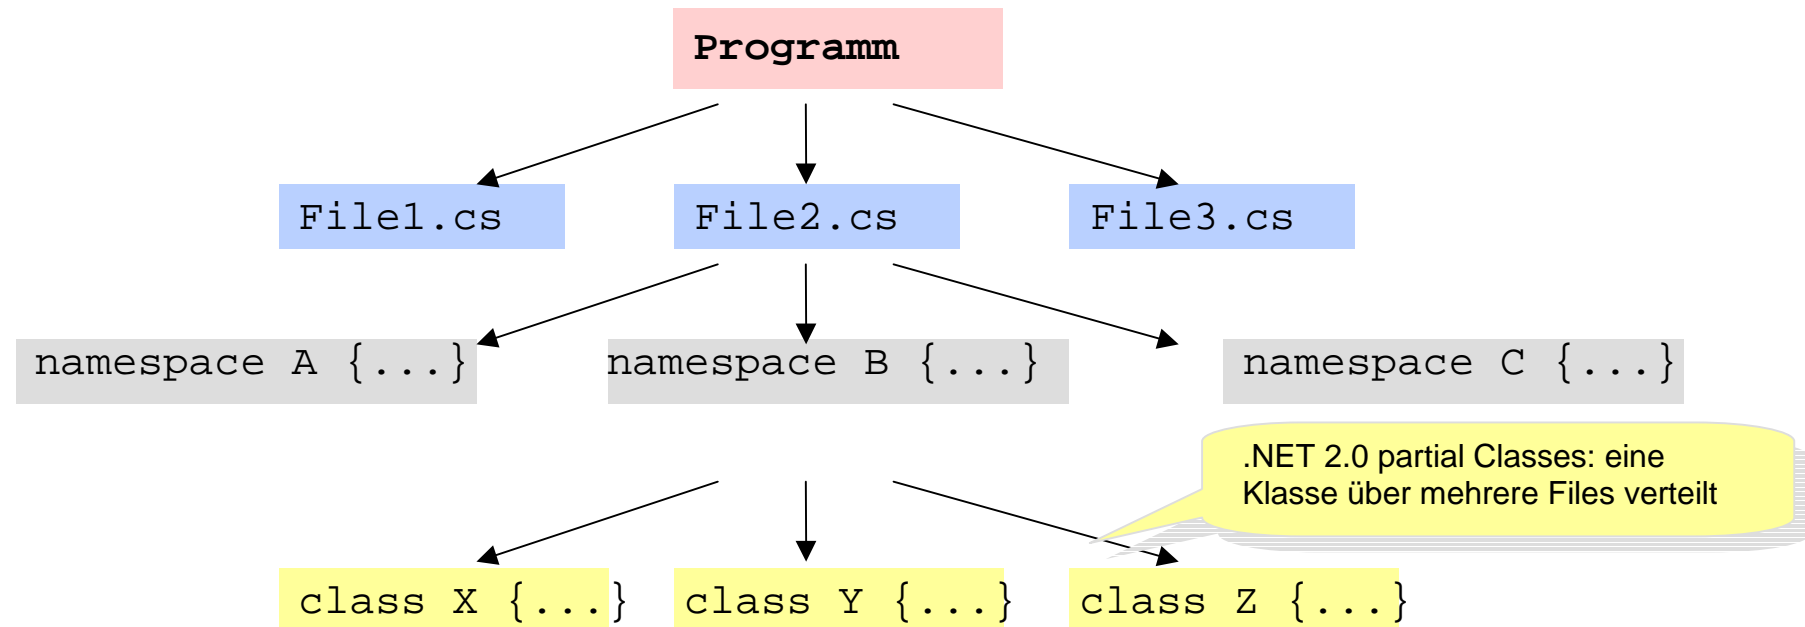 Programm
File1.cs
File2.cs
File3.cs
namespace A {...}
namespace B {...}
namespace C {...}
.NET 2.0 partial Classes: eine
Klasse über mehrere Files verteilt
class X {...}
class Y {...}
class Z {...}